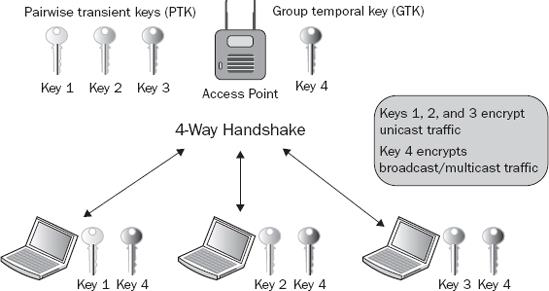 Pairwise transient keys (PTK)
Group temporal key (GTK)
Key 1
Key 2
Key 3
Access Point
Key 4
4-Way Handshake
Keys 1, 2, and 3 encrypt
unicast traffic
Key 4 encrypts
broadcast/multicast traffic
Key 1 Key 4
Key 2 Key 4
Key 3 Key 4